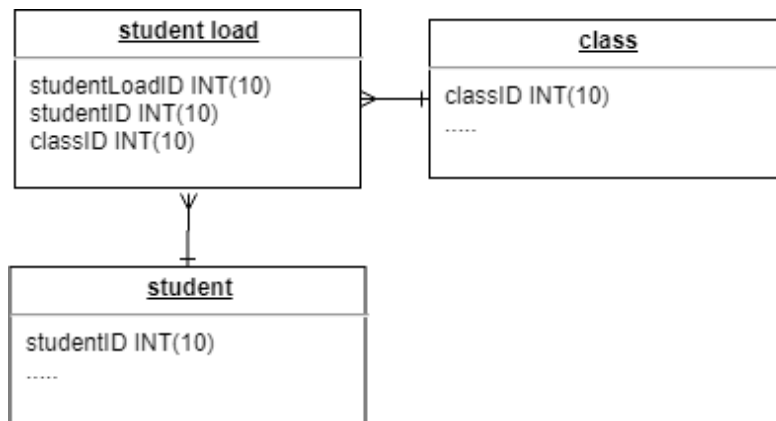 student load
studentLoadID INT(10)
studentID INT(10)
classID INT(10)
class
classID INT(10)
.....
student
studentID INT(10)
.....